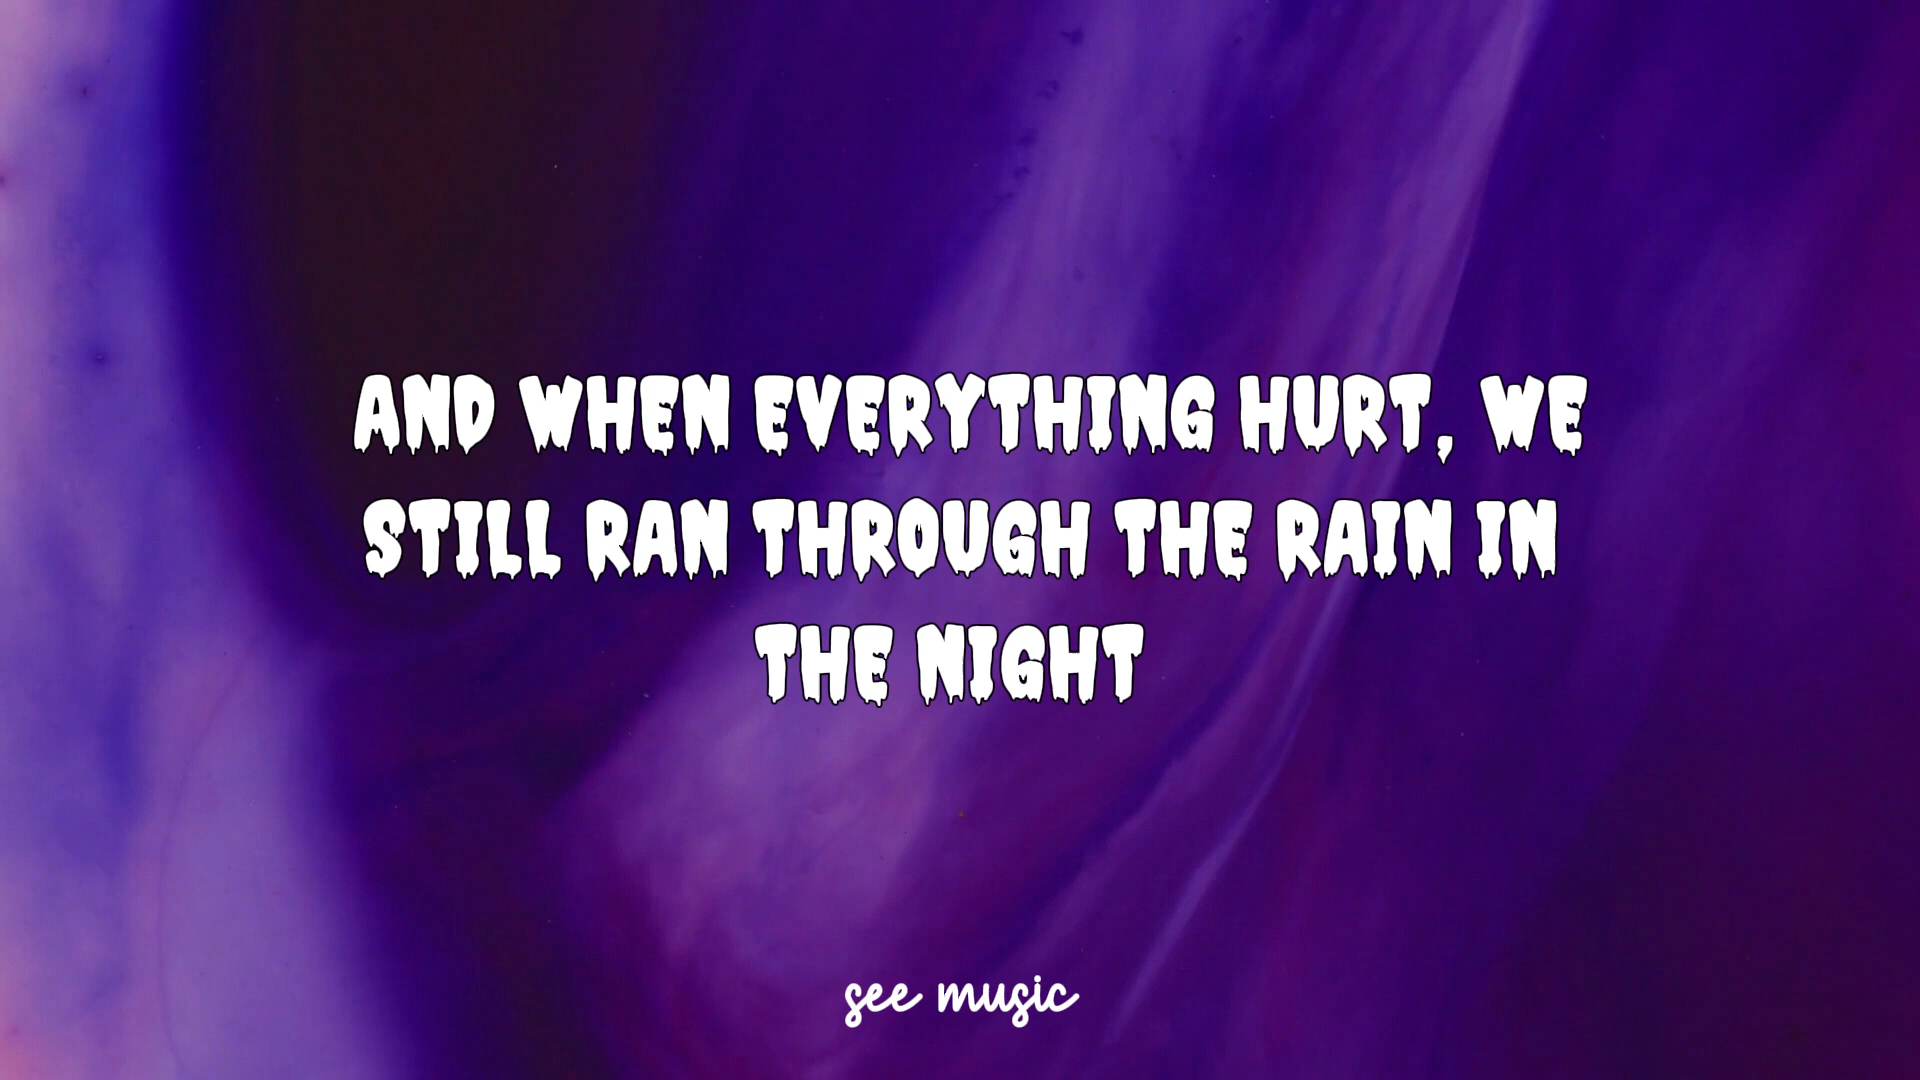 AND WHEN EVERYTHING HURT, WE
STILL RAN THROUGH THE RAIN IN
THE NIGHT
see music